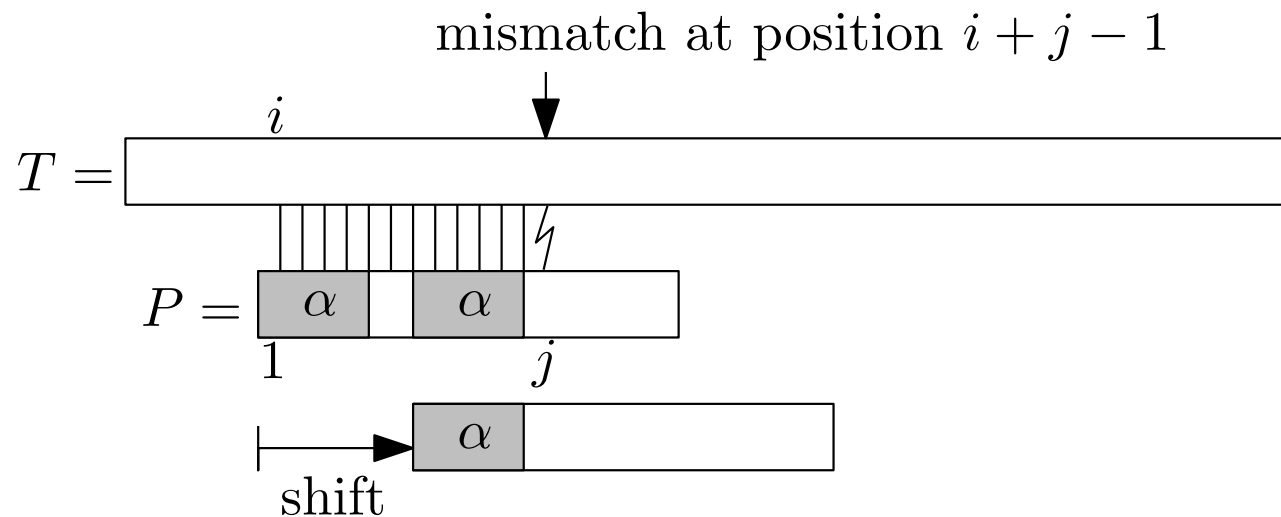 mismatch at position i + j − 1
i
T =
P = α α
1 j
α
shift